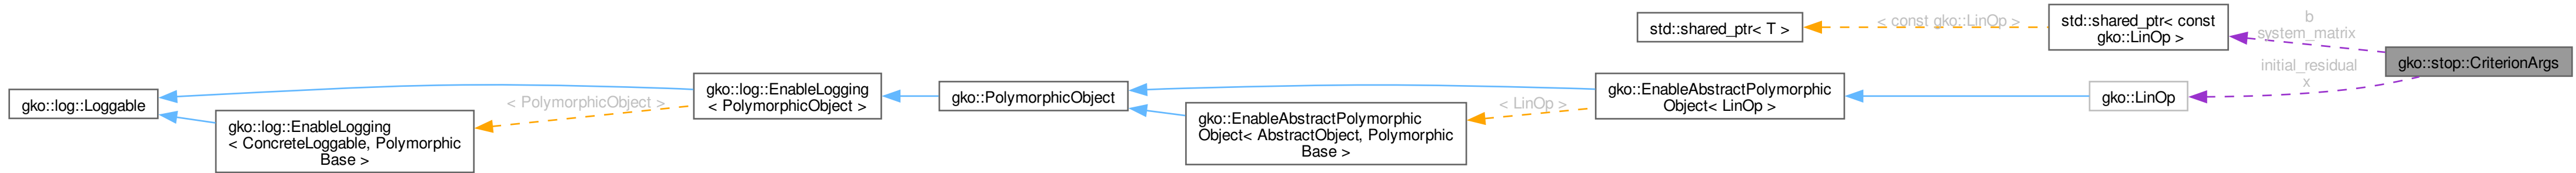 gko::log::Loggable
gko::log::EnableLogging
< ConcreteLoggable, Polymorphic
Base >
< PolymorphicObject >
gko::log::EnableLogging
< PolymorphicObject >
gko::PolymorphicObject
gko::EnableAbstractPolymorphic
Object< AbstractObject, Polymorphic
Base >
< LinOp >
gko::EnableAbstractPolymorphic
Object< LinOp >
std::shared_ptr< T >
< const gko::LinOp >
std::shared_ptr< const
gko::LinOp >
gko::LinOp
b
system_matrix
initial_residual
x
gko::stop::CriterionArgs